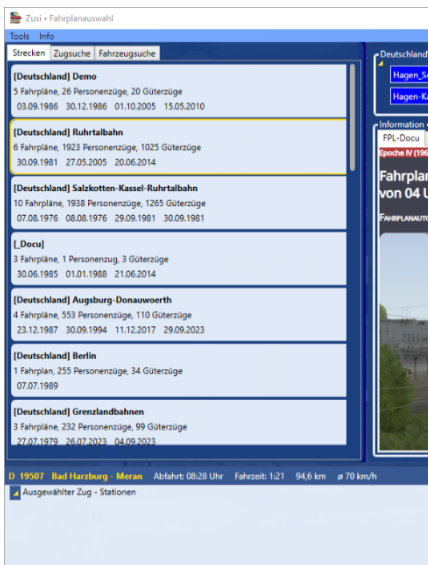 Zusi • Fahrplanauswahl
Tools Info
Strecken Zugsuche Fahrzeugsuche
[Deutschland] Demo
5 Fahrpläne, 26 Personenzüge, 20 Güterzüge
03.09.1986 30.12.1986 01.10.2005 15.05.2010
[Deutschland] Ruhrtalbahn
6 Fahrpläne, 1923 Personenzüge, 1025 Güterzüge
30.09.1981 27.05.2005 20.06.2014
[Deutschland] Salzkotten-Kassel-Ruhrtalbahn
10 Fahrpläne, 1938 Personenzüge, 1265 Güterzüge
07.08.1976 08.08.1976 29.09.1981 30.09.1981
[_Docu]
3 Fahrpläne, 1 Personenzug, 3 Güterzüge
30.06.1985 01.01.1988 21.06.2014
[Deutschland] Augsburg-Donauwoerth
4 Fahrpläne, 553 Personenzüge, 110 Güterzüge
23.12.1987 30.09.1994 11.12.2017 29.09.2023
[Deutschland] Berlin
1 Fahrplan, 255 Personenzüge, 34 Güterzüge
07.07.1989
[Deutschland] Grenzlandbahnen
3 Fahrpläne, 232 Personenzüge, 99 Güterzüge
27.07.1979 26.07.2023 04.09.2023
Deutschland
Hagen_S
Hagen-K
Information
FPL-Docu
Epoche IV (196
Fahrplan
von 04 U
FAHRPLANAUTO
D 19507 Bad Harzburg - Meran Abfahrt: 08:28 Uhr Fahrzeit: 1:21 94,6 km ø 70 km/h
Ausgewählter Zug - Stationen